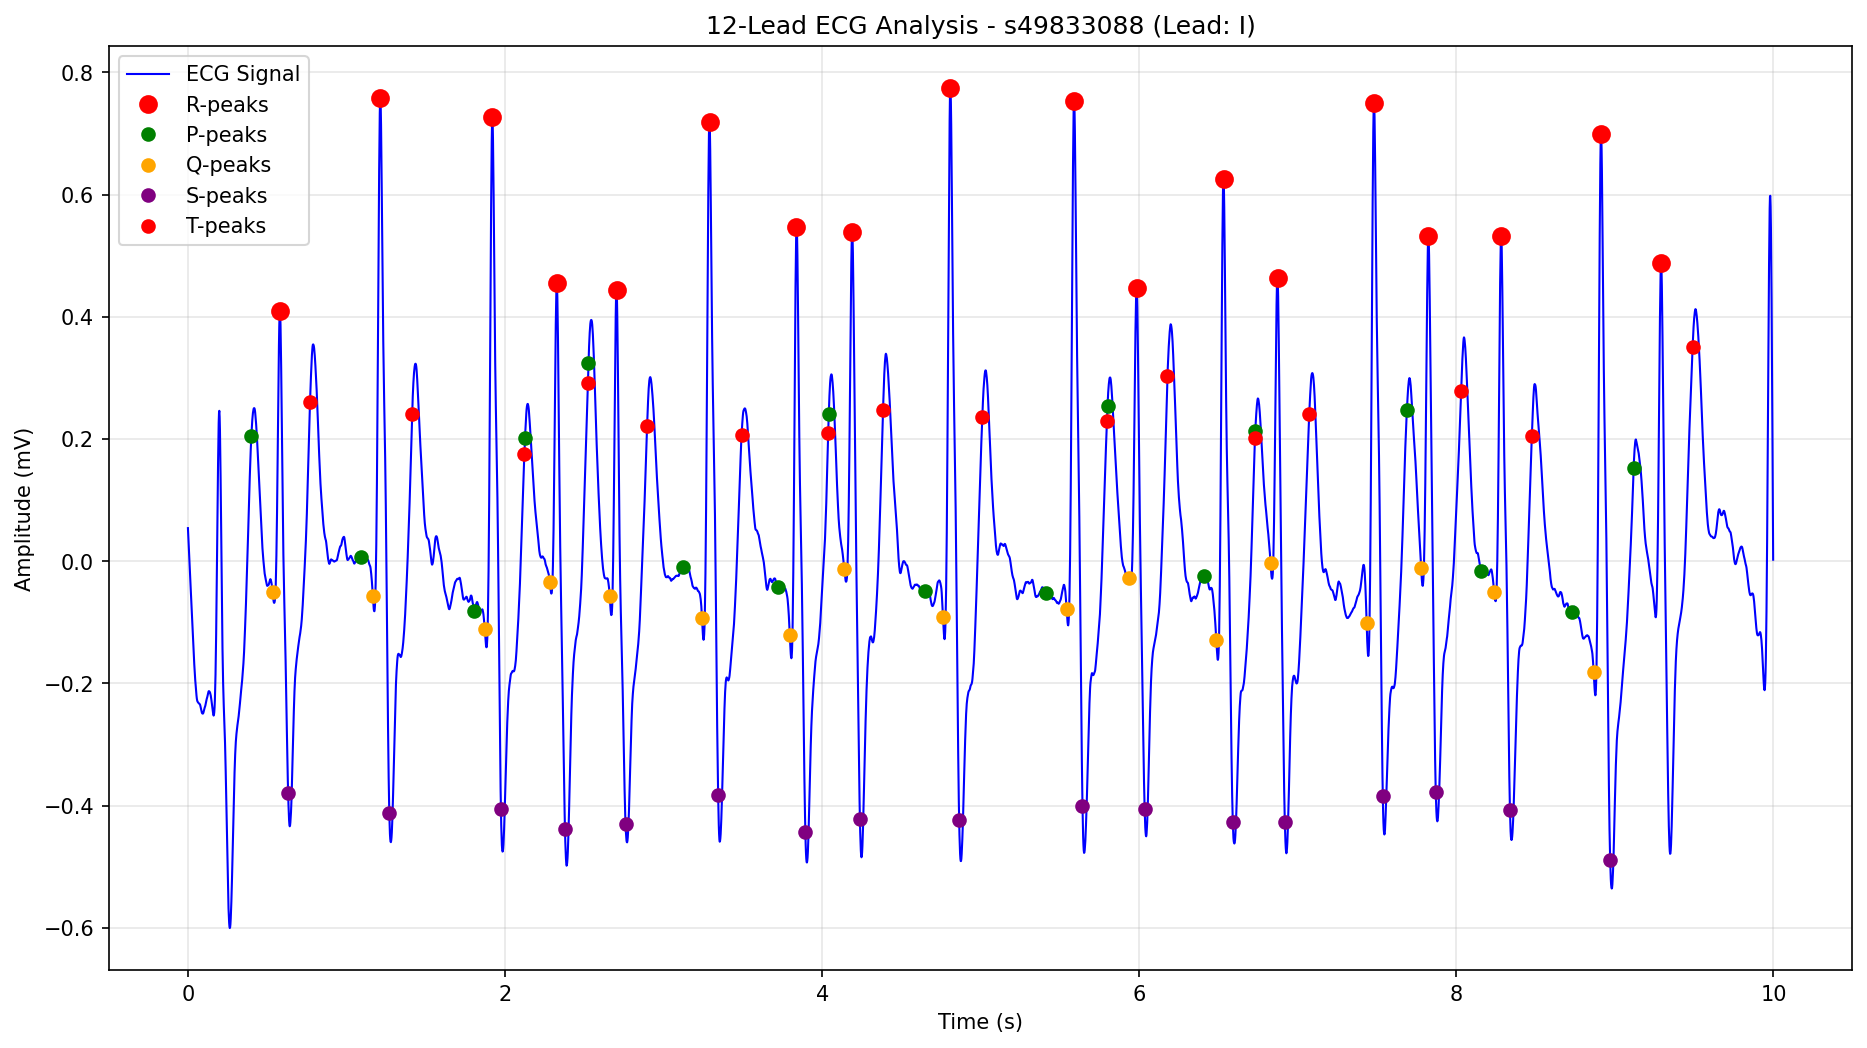 12-Lead ECG Analysis - s49833088 (Lead: I)
ECG Signal
R-peaks
P-peaks
Q-peaks
S-peaks
T-peaks
Amplitude (mV)
0.8
0.6
0.4
0.2
0.0
−0.2
−0.4
−0.6
0 2 4 6 8 10
Time (s)